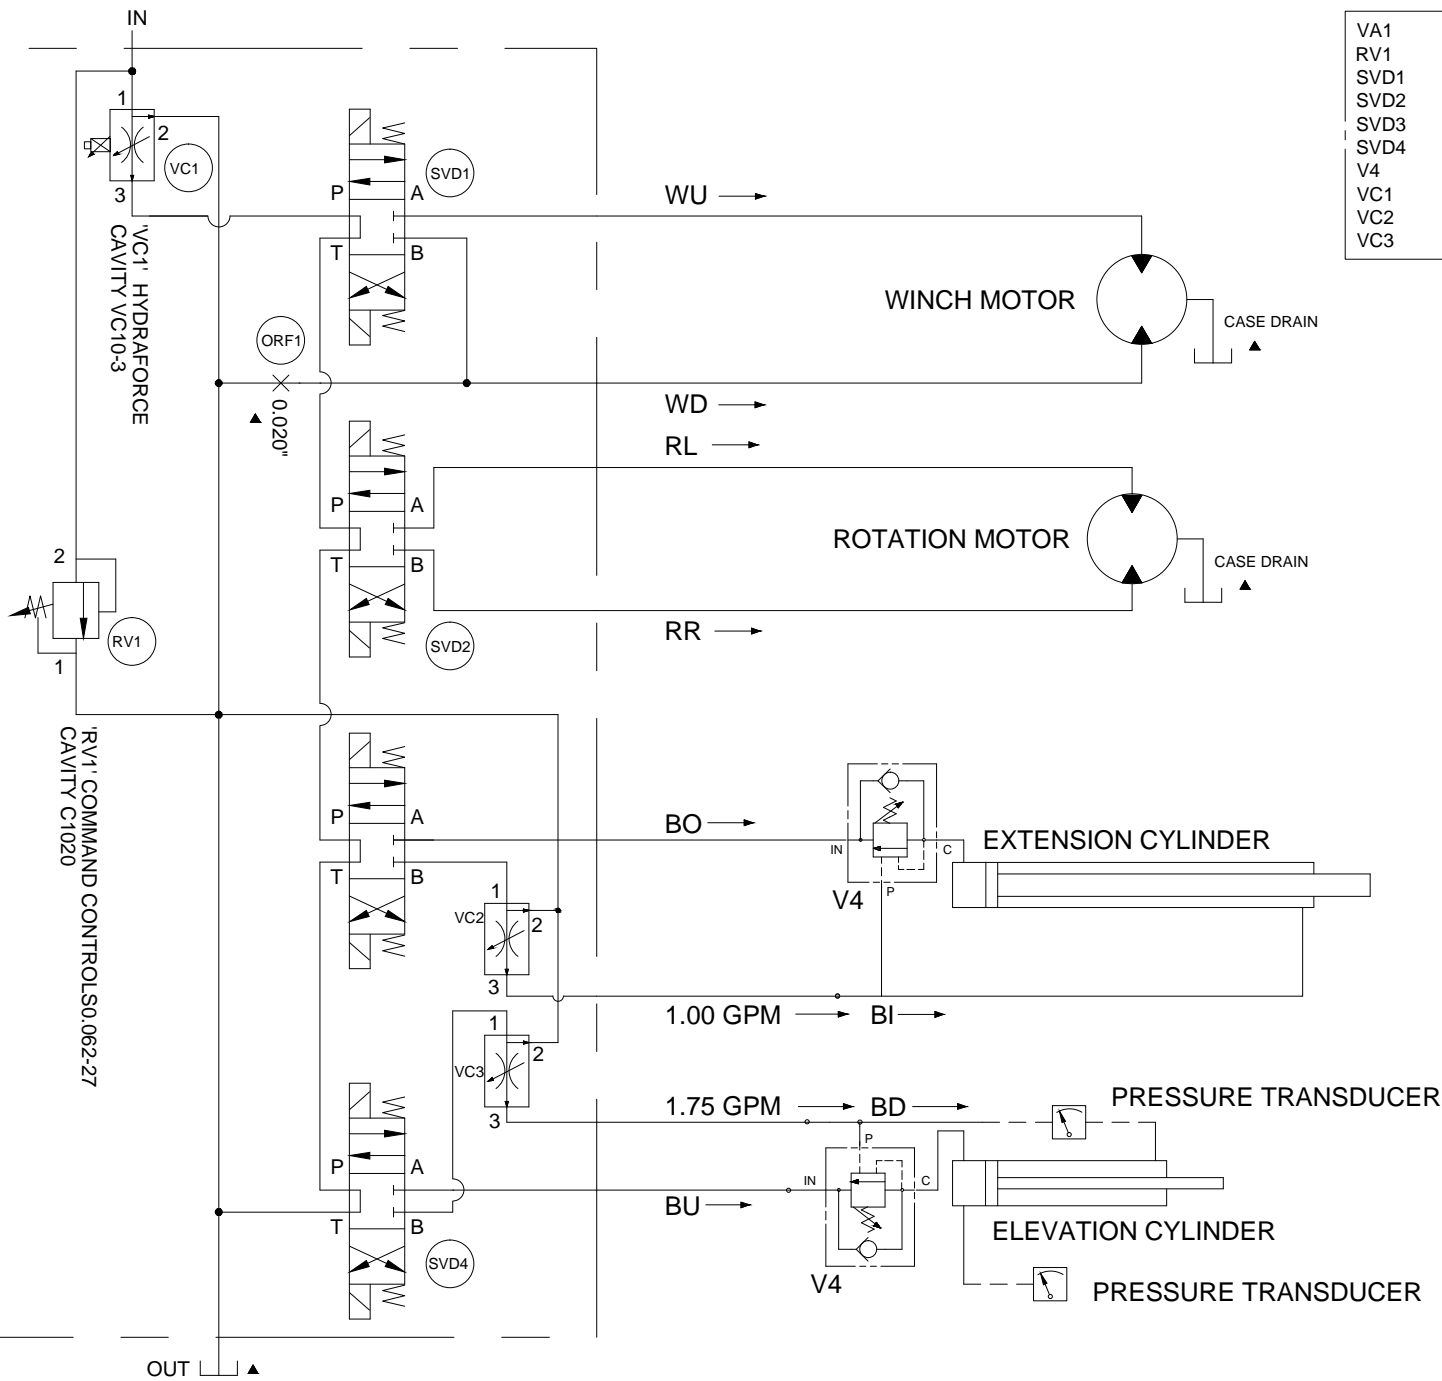 IN
VA1
RV1
SVD1
SVD2
SVD3
SVD4
V4
VC1
VC2
VC3
1
2
3
VC1
'VC1' HYDRAFORCE
CAVITY VC10-3
SVD1
P
A
T
B
WU
WINCH MOTOR
CASE DRAIN
ORF1
0.020"
WD
RL
P
A
T
B
ROTATION MOTOR
CASE DRAIN
RR
SVD2
2
1
RV1
'RV1' COMMAND CONTROLS0.062-27
CAVITY C1020
P
A
T
B
BO
IN
C
P
V4
EXTENSION CYLINDER
1
VC2
2
3
1.00 GPM
BI
1
VC3
2
3
1.75 GPM
BD
PRESSURE TRANSDUCER
P
A
T
B
P
IN
C
BU
V4
ELEVATION CYLINDER
SVD4
PRESSURE TRANSDUCER
OUT